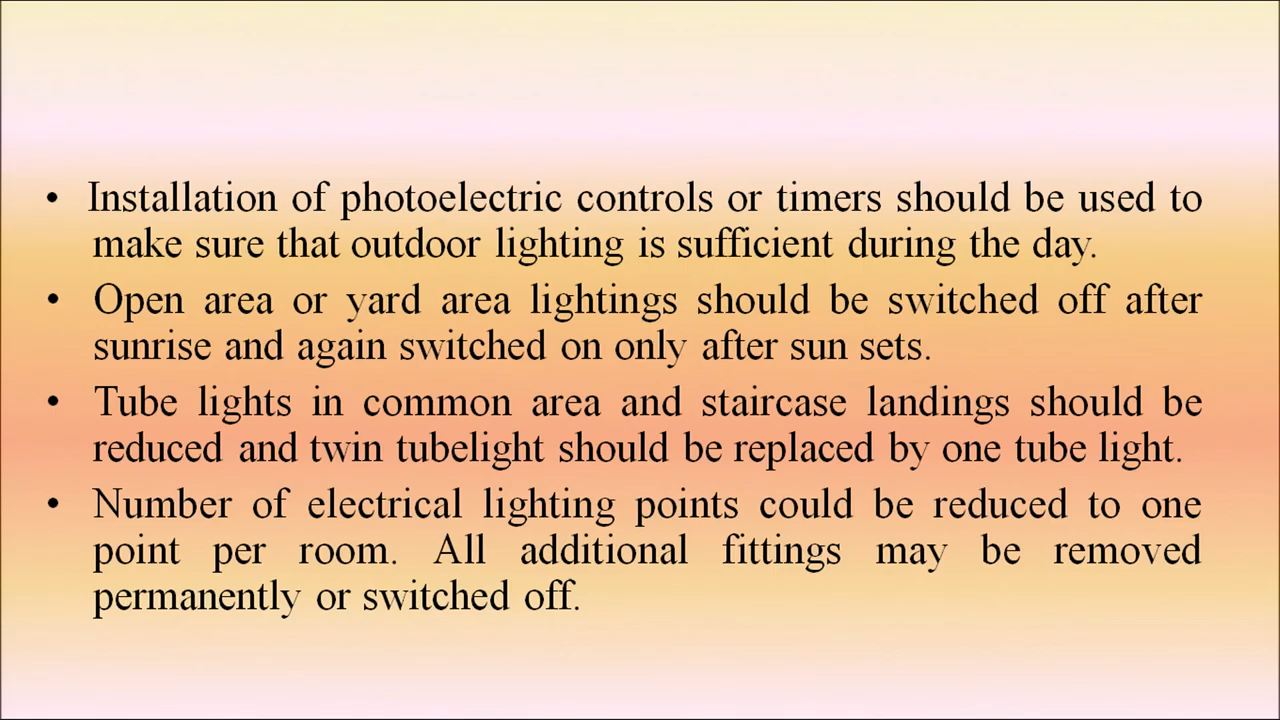 • Installation of photoelectric controls or timers should be used to
make sure that outdoor lighting is sufficient during the day.
• Open area or yard area lightings should be switched off after
sunrise and again switched on only after sun sets.
• Tube lights in common area and staircase landings should be
reduced and twin tubelight should be replaced by one tube light.
• Number of electrical lighting points could be reduced to one
point per room. All additional fittings may be removed
permanently or switched off.